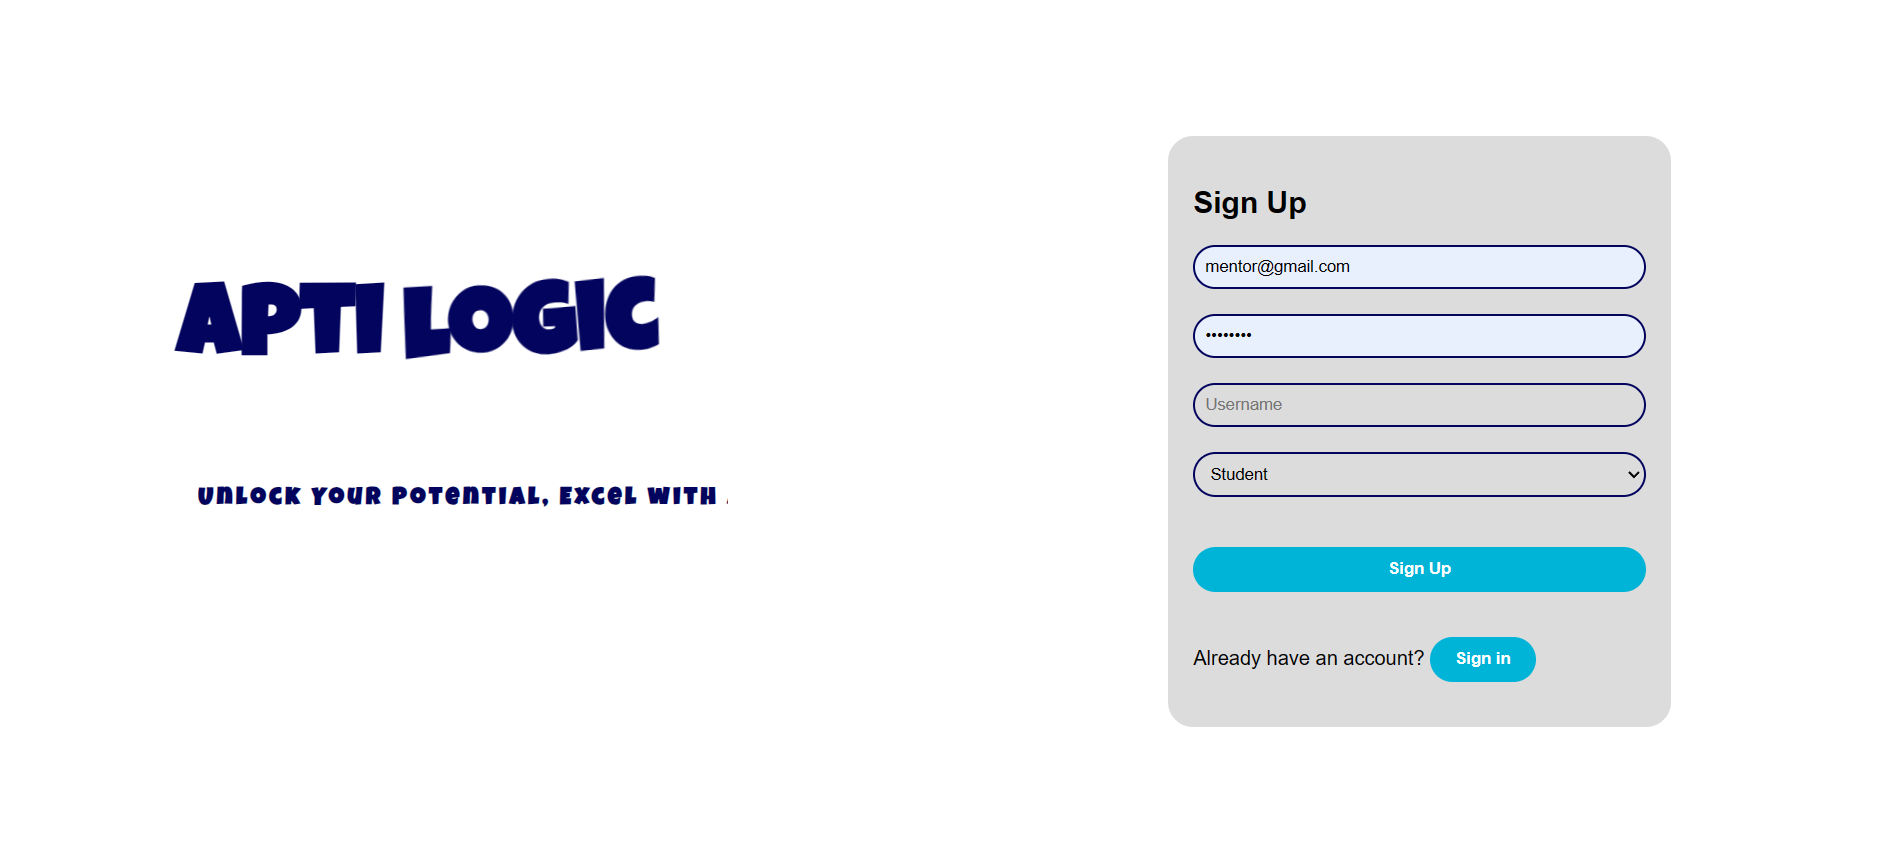 APTI LOGIC
UNLOCK YOUR POTENTIAL, EXCEL WITH
Sign Up
mentor@gmail.com
••••••••
Username
Student
Sign Up
Already have an account? Sign in